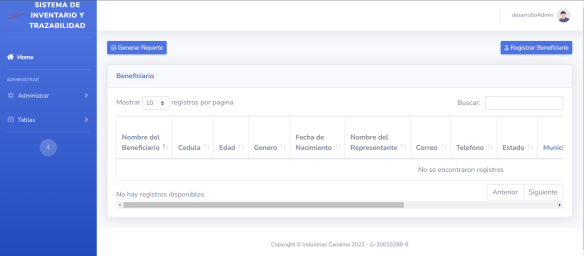 SISTEMA DE
INVENTARIO Y
TRAZABILIDAD
desarrolloAdmin
Home
ADMINISTRAR
Administrar
Tablas
Generar Reporte
Registrar Beneficiario
Beneficiario
Mostrar 10 registros por pagina
Buscar:
Nombre del Beneficiario
Cedula
Edad
Genero
Fecha de Nacimiento
Nombre del Representante
Correo
Telefono
Estado
Munici
No se encontraron registros
No hay registros disponibles
Anterior
Siguiente
Copyright © Industrias Canaima 2022 - G-20010288-8